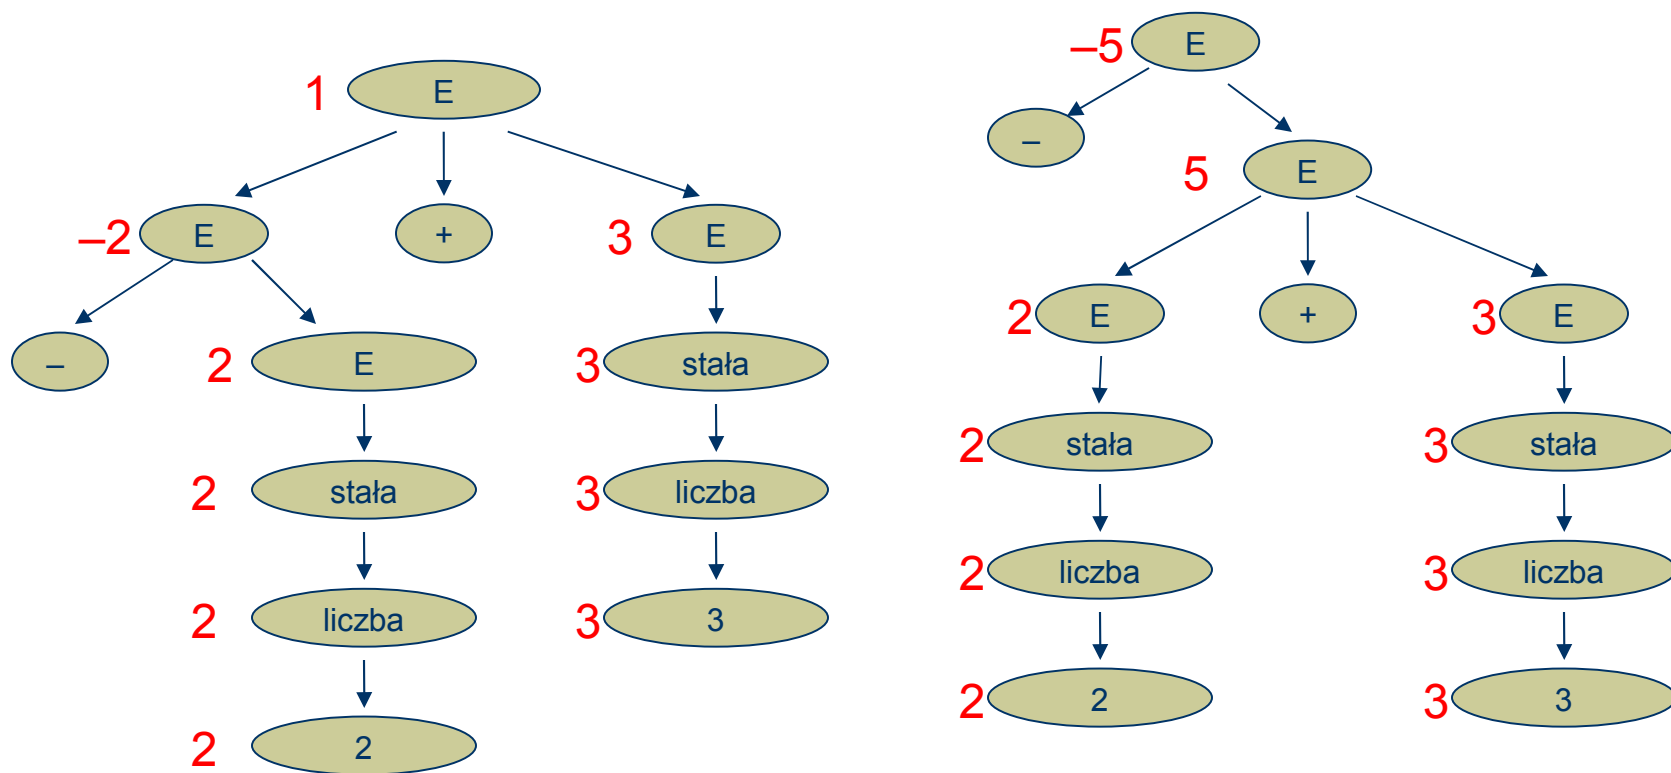 1 E
–2 E + 3 E
– 2 E 3 stała
2 stała 3 liczba
2 liczba 3 3
2 2
–5 E
–
5 E
2 E + 3 E
2 stała 3 stała
2 liczba 3 liczba
2 2 3 3